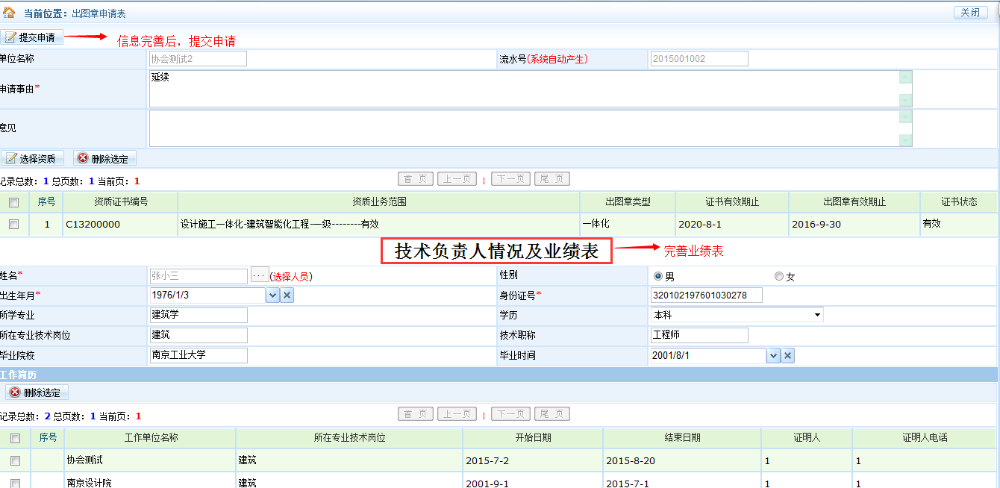 当前位置：出图章申请表 关闭
提交申请 信息完善后，提交申请
单位名称 协会测试2 流水号(系统自动产生) 2015001002
申请事由* 延续
意见
选择资质 删除选定
记录总数：1 总页数：1 当前页：1 首 页 上一页 ¦ 下一页 尾 页
序号 资质证书编号 资质业务范围 出图章类型 证书有效期止 出图章有效期止 证书状态
1 C13200000 设计施工一体化-建筑智能化工程-一级--------有效 一体化 2020-8-1 2016-9-30 有效
技术负责人情况及业绩表 完善业绩表
姓名* 张小三 ... (选择人员) 性别 男 女
出生年月* 1976/1/3 身份证号* 320102197601030278
所学专业 建筑学 学历 本科
所在专业技术岗位 建筑 技术职称 工程师
毕业院校 南京工业大学 毕业时间 2001/8/1
工作简历
删除选定
记录总数：2 总页数：1 当前页：1 首 页 上一页 ¦ 下一页 尾 页
序号 工作单位名称 所在专业技术岗位 开始日期 结束日期 证明人 证明人电话
协会测试 建筑 2015-7-2 2015-8-20 1 1
南京设计院 建筑 2001-9-1 2015-7-1 1 1